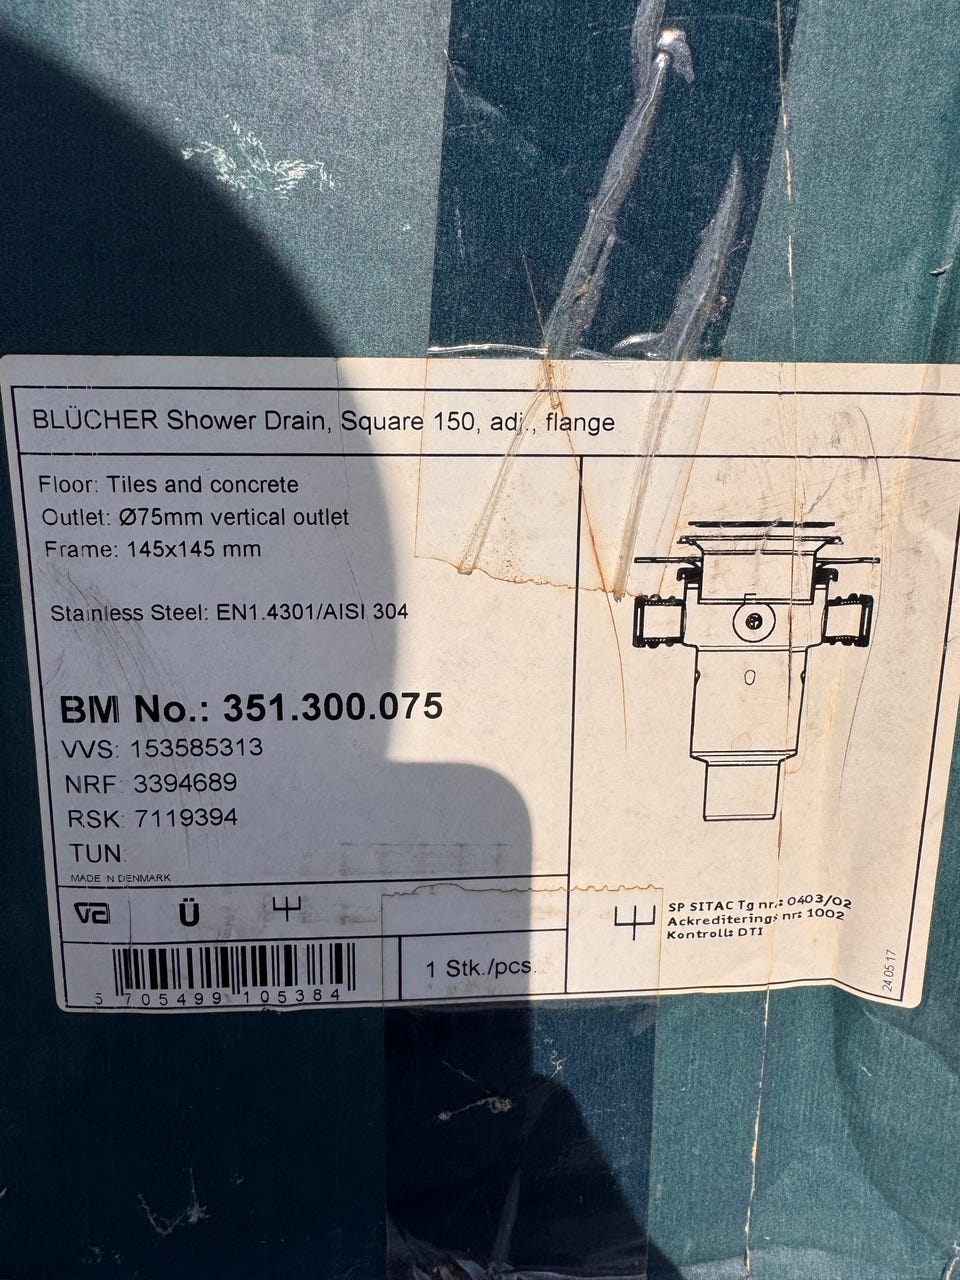 BLÜCHER Shower Drain, Square 150, adj., flange
Floor: Tiles and concrete
Outlet: Ø75mm vertical outlet
Frame: 145x145 mm
Stainless Steel: EN1.4301/AISI 304
BM No.: 351.300.075
VVS: 153585313
NRF: 3394689
RSK: 7119394
TUN:
MADE IN DENMARK
va Ü
SP SITAC Tg nr.: 0403/02
Ackrediterings nr: 1002
Kontroll: DTI
5 705499 105384
1 Stk./pcs.
24.05.17